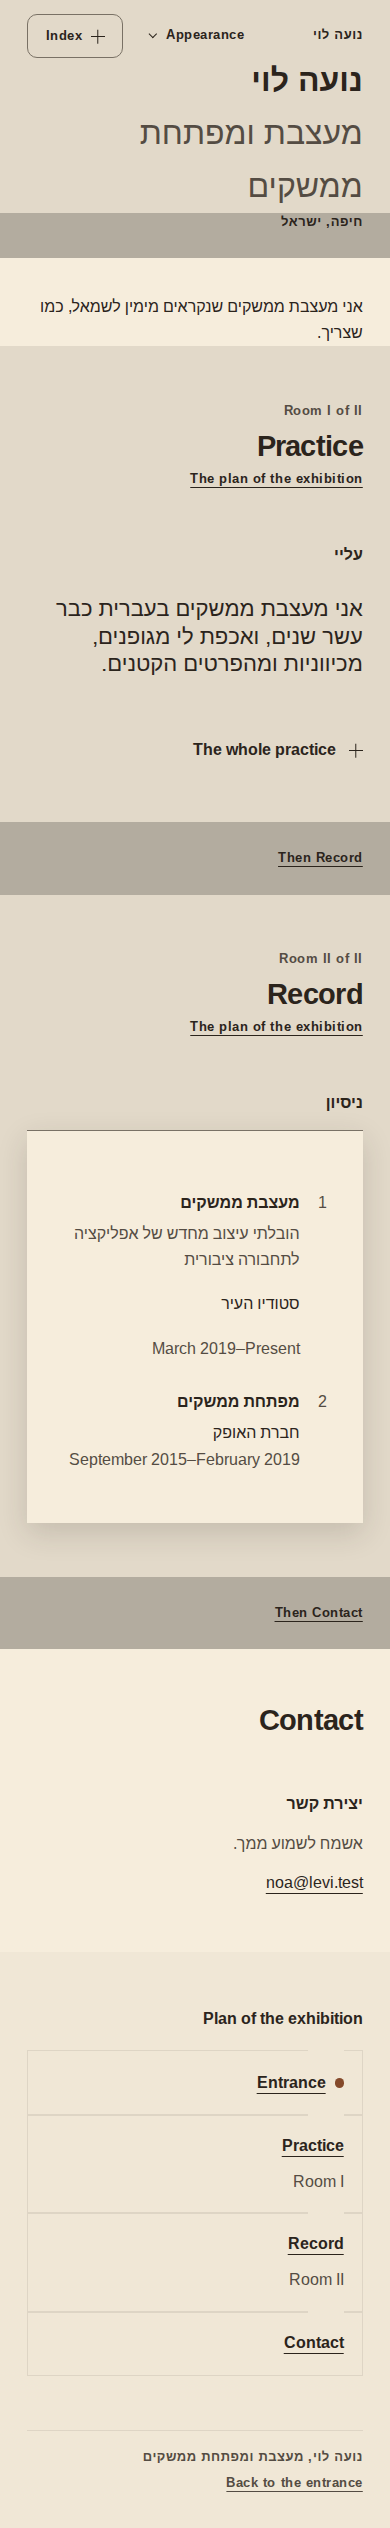 נועה לוי
Appearance
Index
נועה לוי
מעצבת ומפתחת
ממשקים
חיפה, ישראל
אני מעצבת ממשקים שנקראים מימין לשמאל, כמו
שצריך.
Room I of II
Practice
The plan of the exhibition
עליי
אני מעצבת ממשקים בעברית כבר
עשר שנים, ואכפת לי מגופנים,
מכיווניות ומהפרטים הקטנים.
The whole practice
Then Record
Room II of II
Record
The plan of the exhibition
ניסיון
1 מעצבת ממשקים
הובלתי עיצוב מחדש של אפליקציה
לתחבורה ציבורית
סטודיו העיר
March 2019–Present
2 מפתחת ממשקים
חברת האופק
September 2015–February 2019
Then Contact
Contact
יצירת קשר
אשמח לשמוע ממך.
noa@levi.test
Plan of the exhibition
Entrance
Practice
Room I
Record
Room II
Contact
נועה לוי, מעצבת ומפתחת ממשקים
Back to the entrance